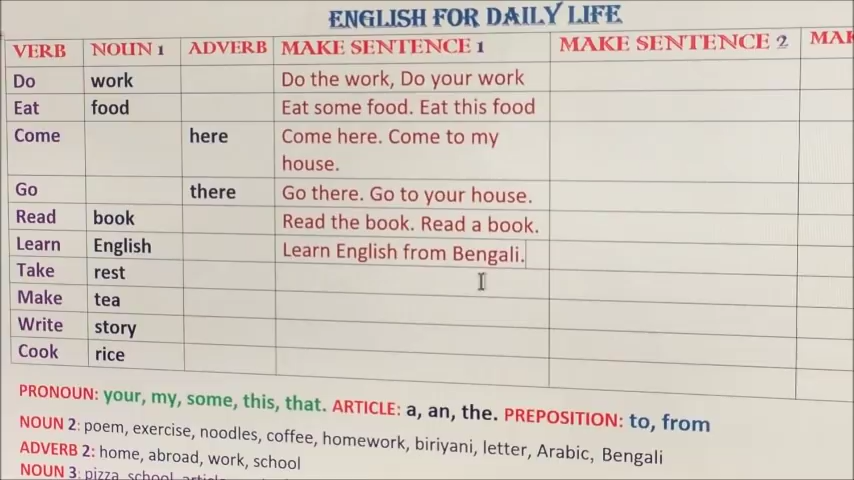 ENGLISH FOR DAILY LIFE
VERB NOUN 1 ADVERB MAKE SENTENCE 1 MAKE SENTENCE 2
Do work Do the work, Do your work
Eat food Eat some food. Eat this food
Come here Come here. Come to my
house.
Go there Go there. Go to your house.
Read book Read the book. Read a book.
Learn English Learn English from Bengali.
Take rest
Make tea
Write story
Cook rice
PRONOUN: your, my, some, this, that. ARTICLE: a, an, the. PREPOSITION: to, from
NOUN 2: poem, exercise, noodles, coffee, homework, biriyani, letter, Arabic, Bengali
ADVERB 2: home, abroad, work, school
NOUN 3: pizza, school,